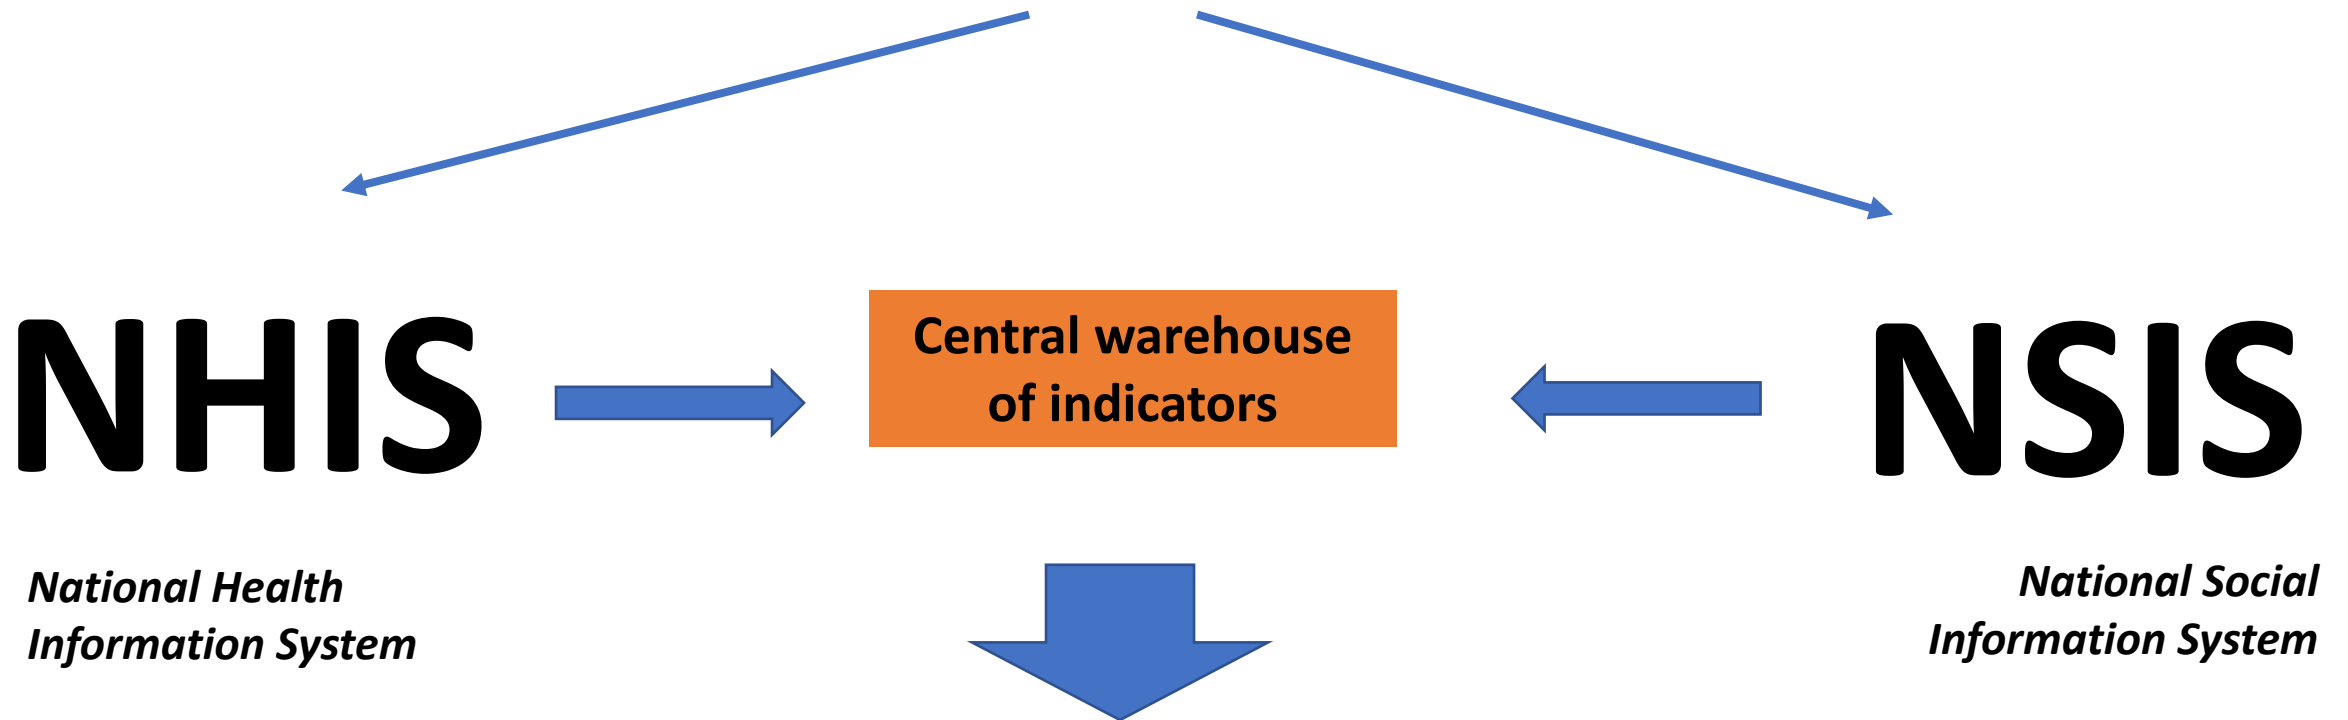 NHIS
Central warehouse
of indicators
NSIS
National Health
Information System
National Social
Information System